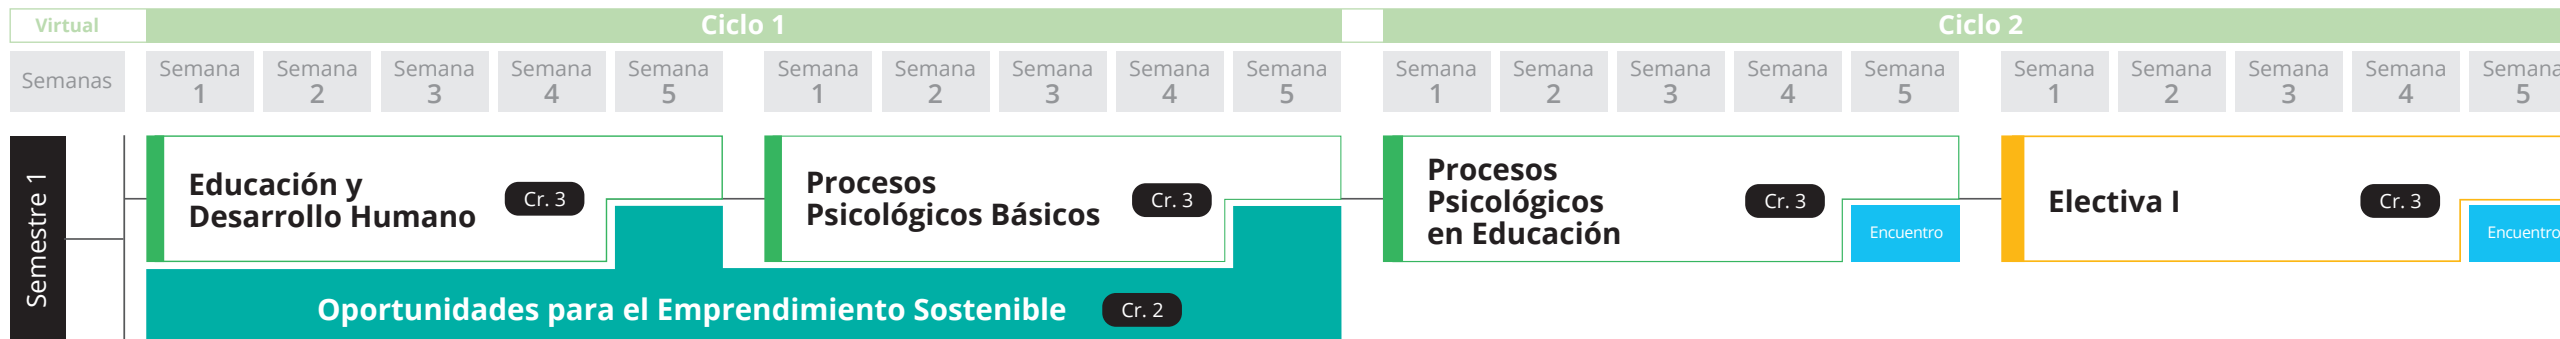 Virtual
Ciclo 1
Ciclo 2
Semanas
Semana 1
Semana 2
Semana 3
Semana 4
Semana 5
Semana 1
Semana 2
Semana 3
Semana 4
Semana 5
Semana 1
Semana 2
Semana 3
Semana 4
Semana 5
Semana 1
Semana 2
Semana 3
Semana 4
Semana 5
Semestre 1
Educación y
Desarrollo Humano
Cr. 3
Procesos
Psicológicos Básicos
Cr. 3
Procesos
Psicológicos
en Educación
Cr. 3
Encuentro
Electiva I
Cr. 3
Encuentro
Oportunidades para el Emprendimiento Sostenible
Cr. 2